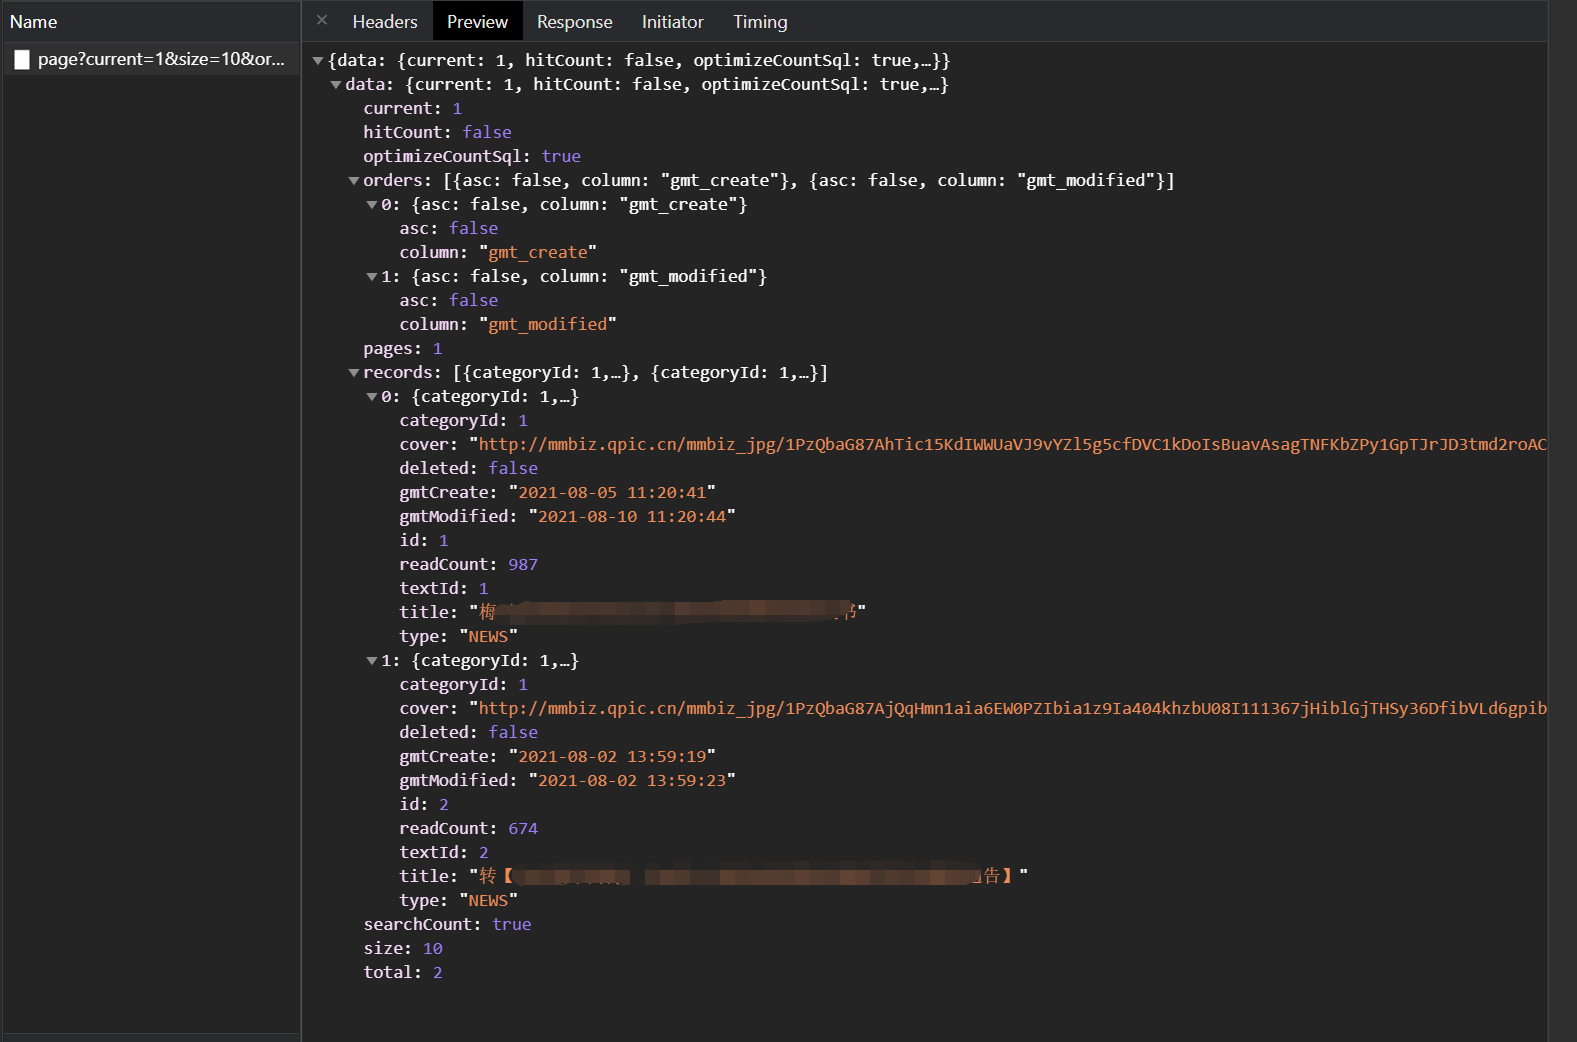 Name
Headers Preview Response Initiator Timing
page?current=1&size=10&or...
{data: {current: 1, hitCount: false, optimizeCountSql: true,…}}
data: {current: 1, hitCount: false, optimizeCountSql: true,…}
current: 1
hitCount: false
optimizeCountSql: true
orders: [{asc: false, column: "gmt_create"}, {asc: false, column: "gmt_modified"}]
0: {asc: false, column: "gmt_create"}
asc: false
column: "gmt_create"
1: {asc: false, column: "gmt_modified"}
asc: false
column: "gmt_modified"
pages: 1
records: [{categoryId: 1,…}, {categoryId: 1,…}]
0: {categoryId: 1,…}
categoryId: 1
cover: "http://mmbiz.qpic.cn/mmbiz_jpg/1PzQbaG87AhTic15KdIWWUaVJ9vYZl5g5cfDVC1kDoIsBuavAsagTNFKbZPy1GpTJrJD3tmd2roAC
deleted: false
gmtCreate: "2021-08-05 11:20:41"
gmtModified: "2021-08-10 11:20:44"
id: 1
readCount: 987
textId: 1
title: "梅书"
type: "NEWS"
1: {categoryId: 1,…}
categoryId: 1
cover: "http://mmbiz.qpic.cn/mmbiz_jpg/1PzQbaG87AjQqHmn1aia6EW0PZIbia1z9Ia404khzbU08I111367jHiblGjTHSy36DfibVLd6gpib
deleted: false
gmtCreate: "2021-08-02 13:59:19"
gmtModified: "2021-08-02 13:59:23"
id: 2
readCount: 674
textId: 2
title: "转【告】"
type: "NEWS"
searchCount: true
size: 10
total: 2